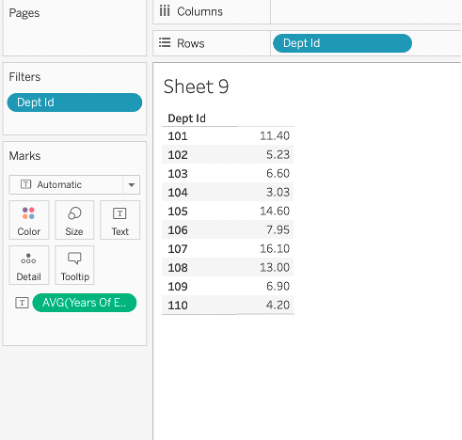 Pages
Columns
Rows
Dept Id
Filters
Dept Id
Marks
Automatic
Color
Size
Text
Detail
Tooltip
AVG(Years Of E..
Sheet 9
Dept Id
101 11.40
102 5.23
103 6.60
104 3.03
105 14.60
106 7.95
107 16.10
108 13.00
109 6.90
110 4.20